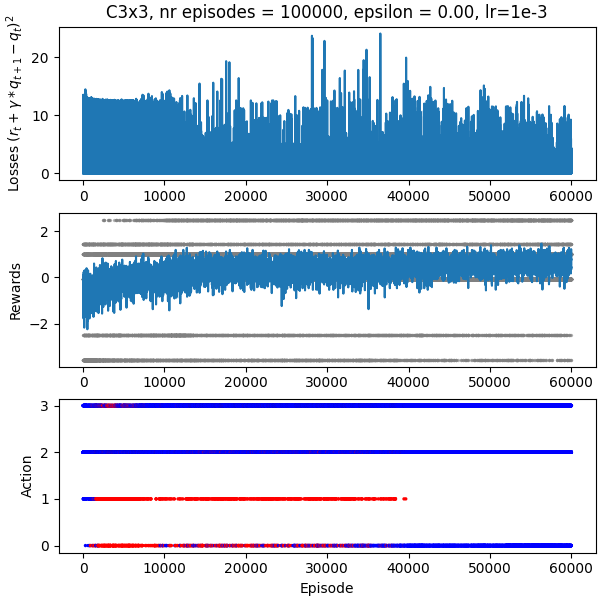 C3x3, nr episodes = 100000, epsilon = 0.00, lr=1e-3
Losses $(r_t + \gamma * q_{t+1} - q_t)^2$
20
10
0
0 10000 20000 30000 40000 50000 60000
Rewards
2
0
−2
0 10000 20000 30000 40000 50000 60000
Action
3
2
1
0
0 10000 20000 30000 40000 50000 60000
Episode